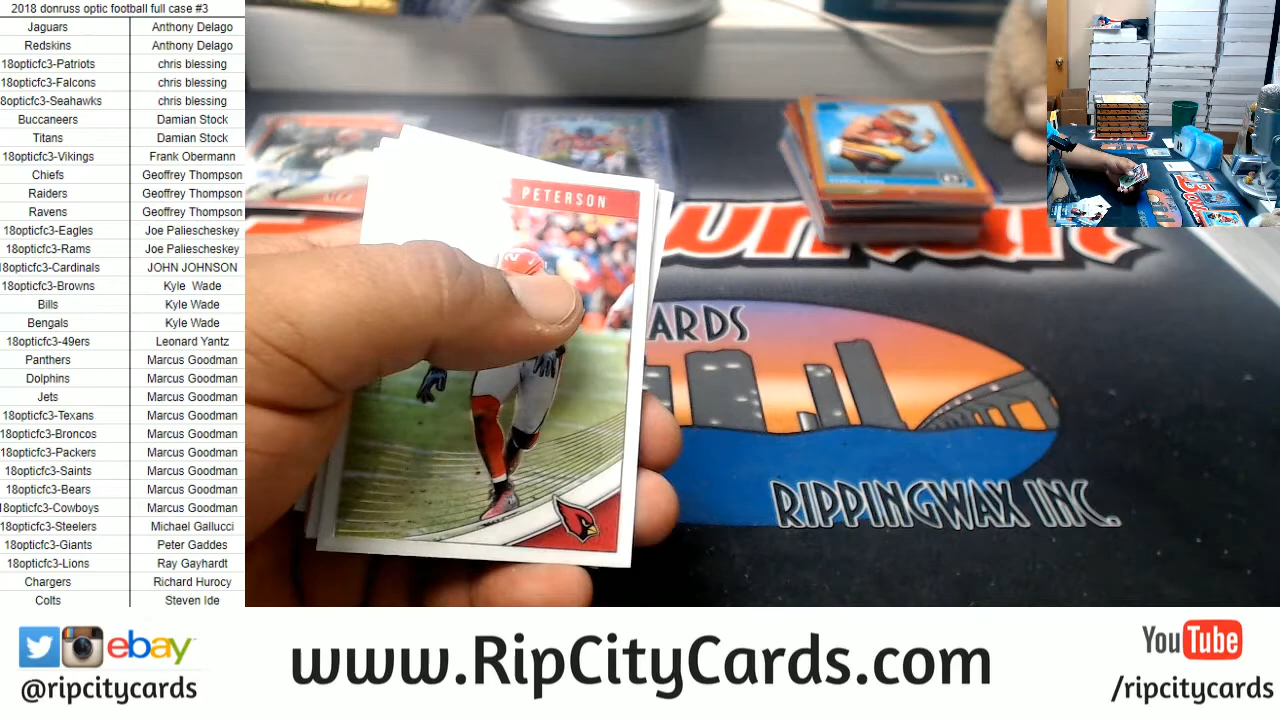 2018 donruss optic football full case #3
Jaguars Anthony Delago
Redskins Anthony Delago
18opticfc3-Patriots chris blessing
18opticfc3-Falcons chris blessing
8opticfc3-Seahawks chris blessing
Buccaneers Damian Stock
Titans Damian Stock
18opticfc3-Vikings Frank Obermann
Chiefs Geoffrey Thompson
Raiders Geoffrey Thompson
Ravens Geoffrey Thompson
18opticfc3-Eagles Joe Paliescheskey
18opticfc3-Rams Joe Paliescheskey
18opticfc3-Cardinals JOHN JOHNSON
18opticfc3-Browns Kyle Wade
Bills Kyle Wade
Bengals Kyle Wade
18opticfc3-49ers Leonard Yantz
Panthers Marcus Goodman
Dolphins Marcus Goodman
Jets Marcus Goodman
18opticfc3-Texans Marcus Goodman
18opticfc3-Broncos Marcus Goodman
18opticfc3-Packers Marcus Goodman
18opticfc3-Saints Marcus Goodman
18opticfc3-Bears Marcus Goodman
18opticfc3-Cowboys Marcus Goodman
18opticfc3-Steelers Michael Gallucci
18opticfc3-Giants Peter Gaddes
18opticfc3-Lions Ray Gayhardt
Chargers Richard Hurocy
Colts Steven Ide
PETERSON
ARDS
RIPPINGWAX INC.
ebay
@ripcitycards
www.RipCityCards.com
YouTube
/ripcitycards